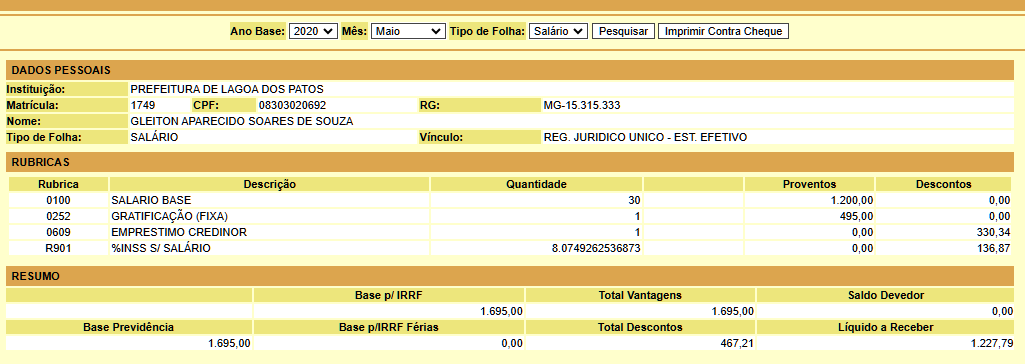 Ano Base: 2020 Mês: Maio Tipo de Folha: Salário Pesquisar Imprimir Contra Cheque
DADOS PESSOAIS
Instituição: PREFEITURA DE LAGOA DOS PATOS
Matrícula: 1749 CPF: 08303020692 RG: MG-15.315.333
Nome: GLEITON APARECIDO SOARES DE SOUZA
Tipo de Folha: SALÁRIO Vínculo: REG. JURIDICO UNICO - EST. EFETIVO
RUBRICAS
Rubrica Descrição Quantidade Proventos Descontos
0100 SALARIO BASE 30 1.200,00 0,00
0252 GRATIFICAÇÃO (FIXA) 1 495,00 0,00
0609 EMPRESTIMO CREDINOR 1 0,00 330,34
R901 %INSS S/ SALÁRIO 8.0749262536873 0,00 136,87
RESUMO
Base p/ IRRF Total Vantagens Saldo Devedor
1.695,00 1.695,00 0,00
Base Previdência Base p/IRRF Férias Total Descontos Líquido a Receber
1.695,00 0,00 467,21 1.227,79